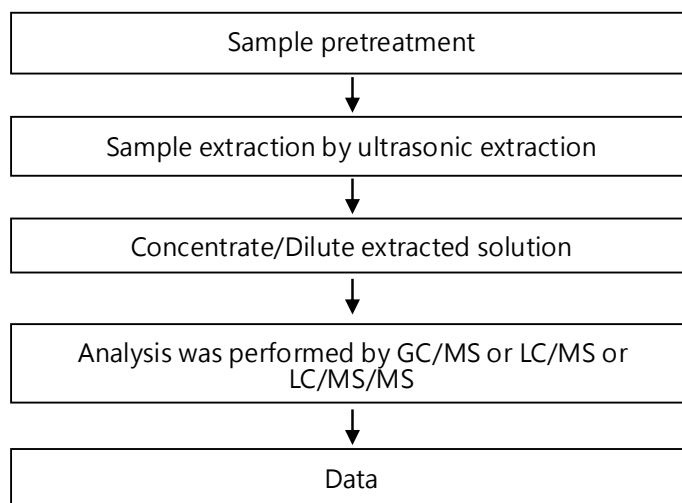 Sample pretreatment
Sample extraction by ultrasonic extraction
Concentrate/Dilute extracted solution
Analysis was performed by GC/MS or LC/MS or
LC/MS/MS
Data